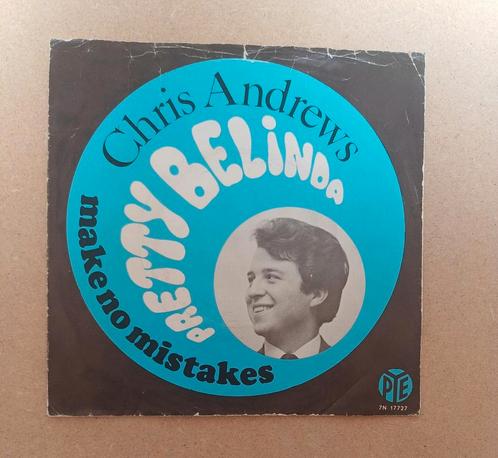 Chris Andrews
PRETTY BELINDA
make no mistakes
PYE
7N 17727